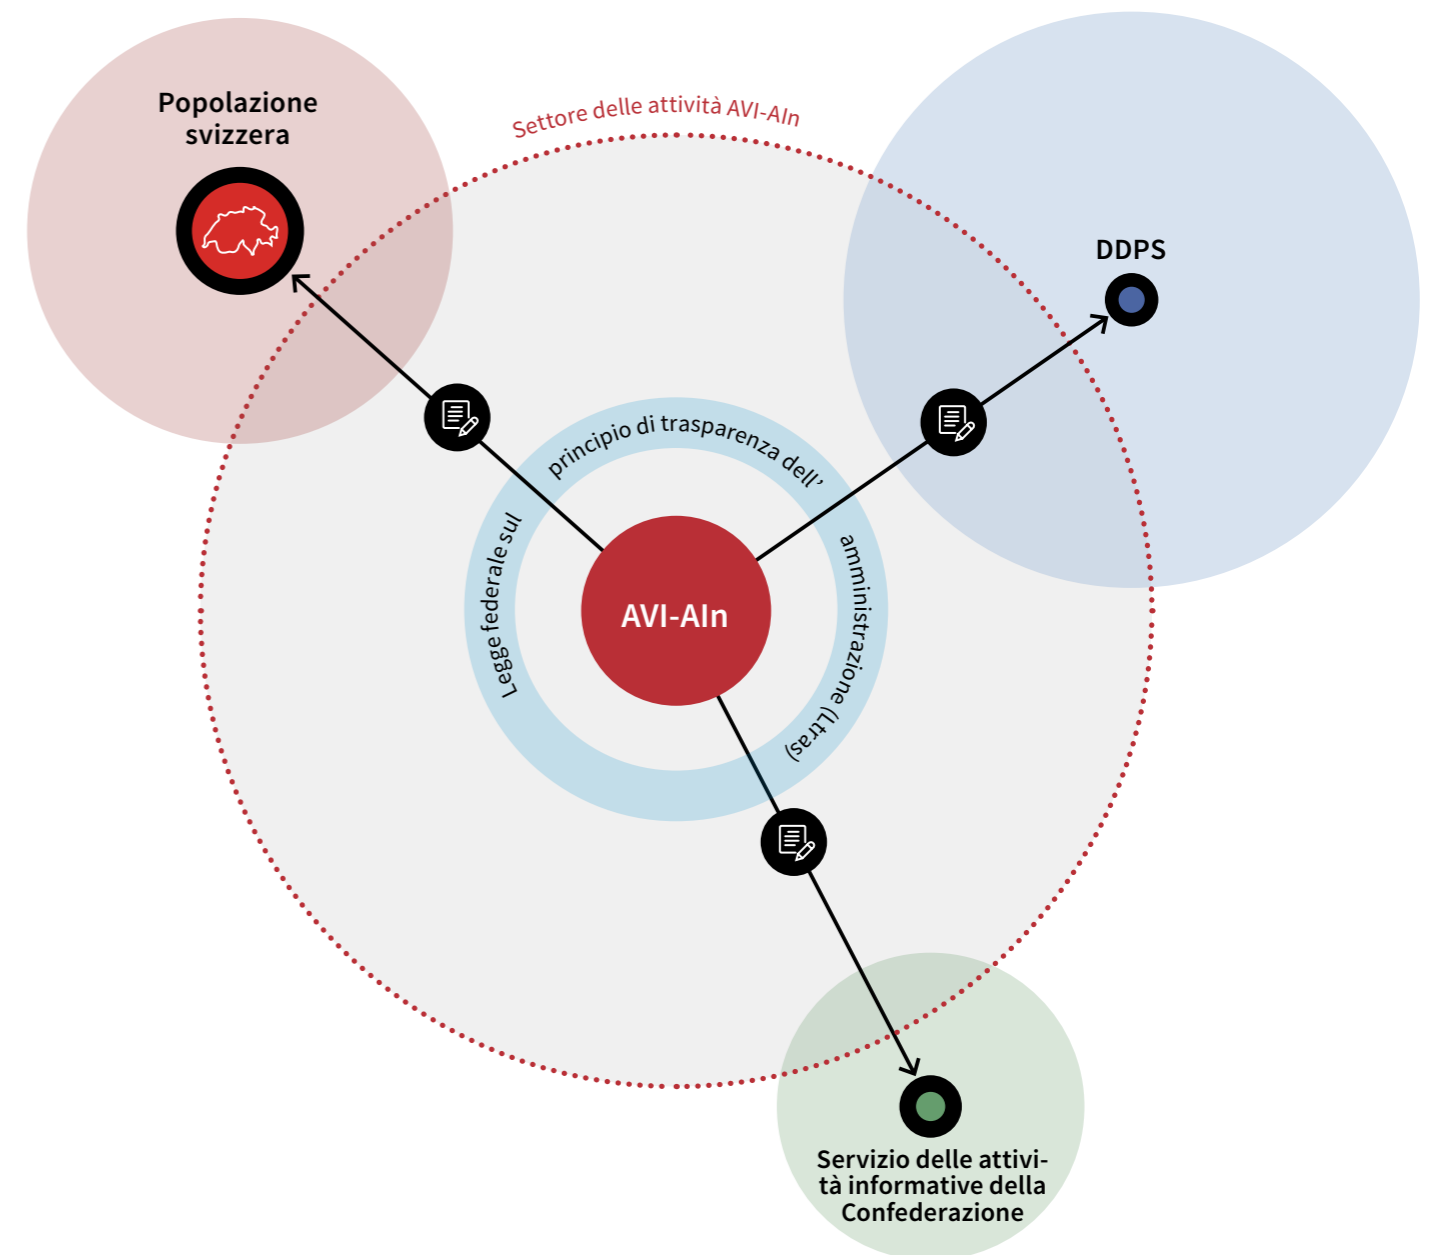 Popolazione
svizzera
Settore delle attività AVI-AIn
DDPS
Legge federale sul
principio di trasparenza dell’
amministrazione (Ltras)
AVI-AIn
Servizio delle attivi-
tà informative della
Confederazione